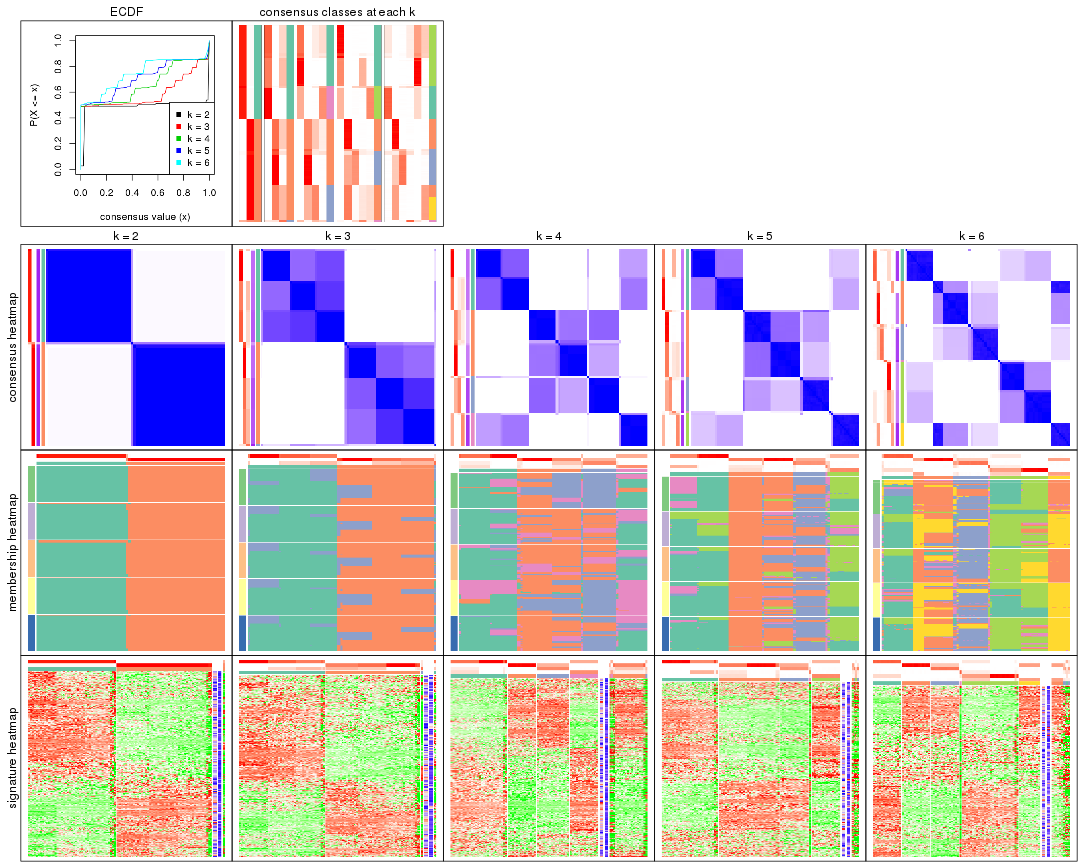 ECDF
consensus classes at each k
P(X <= x)
0.0 0.2 0.4 0.6 0.8 1.0
k = 2
k = 3
k = 4
k = 5
k = 6
0.0 0.2 0.4 0.6 0.8 1.0
consensus value (x)
k = 2
k = 3
k = 4
k = 5
k = 6
consensus heatmap
membership heatmap
signature heatmap